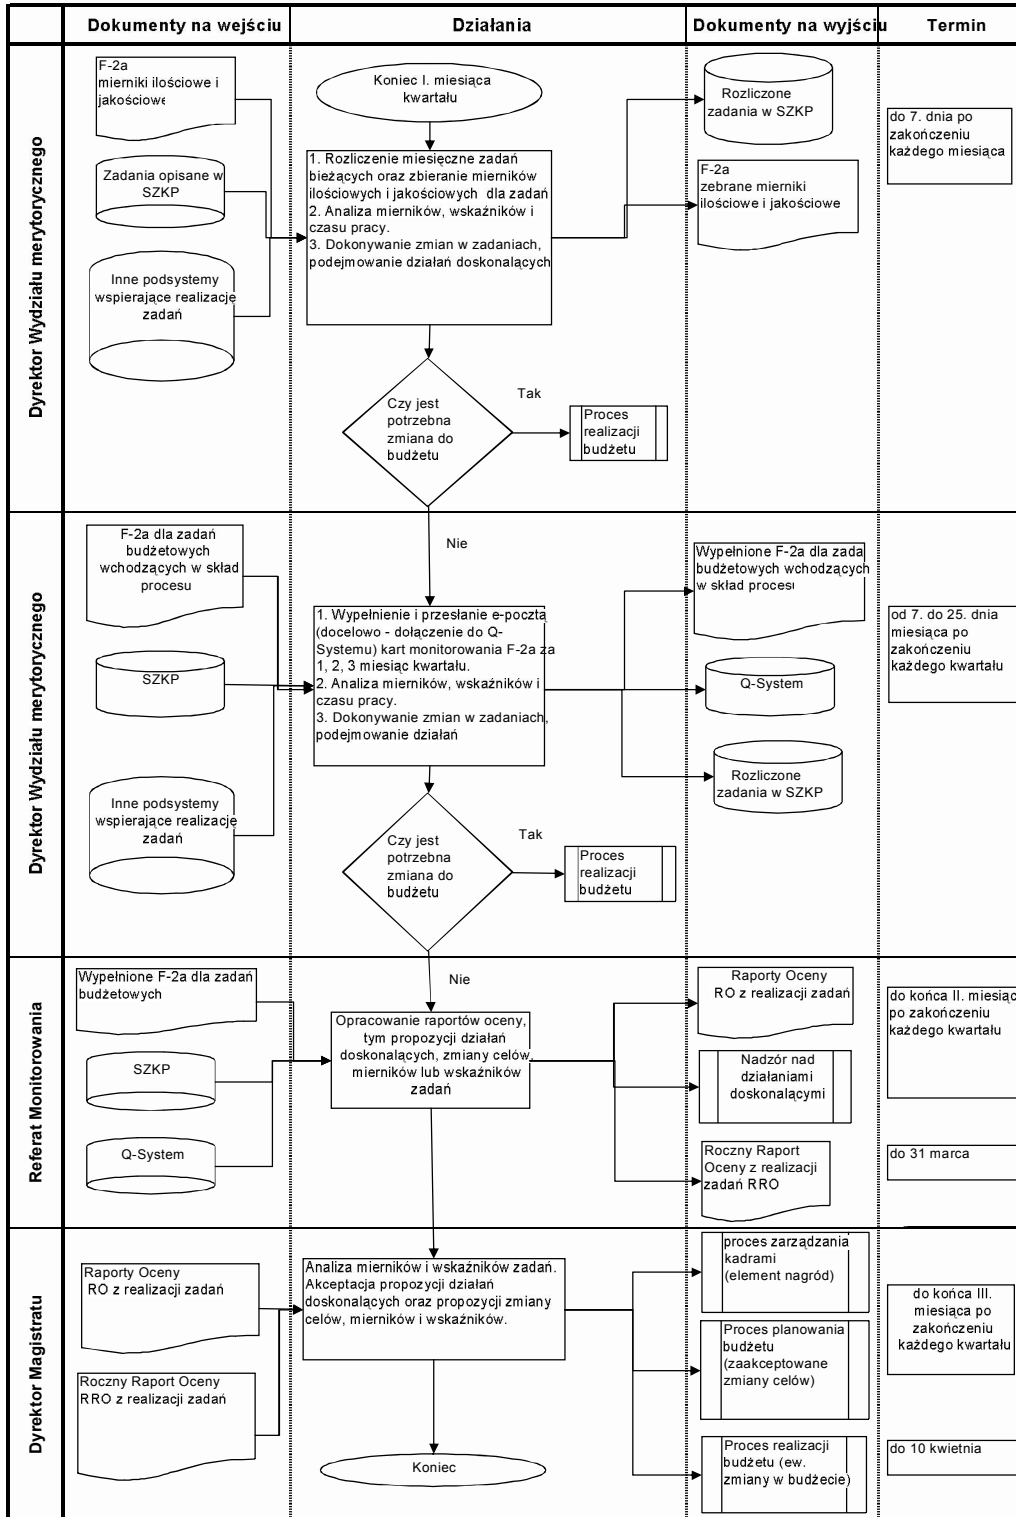 Dokumenty na wejściu
Działania
Dokumenty na wyjściu
Termin
Dyrektor Wydziału merytorycznego
F-2a
mierniki ilościowe i
jakościowe
Zadania opisane w
SZKP
Inne podsystemy
wspierające realizację
zadań
Koniec I. miesiąca
kwartału
1. Rozliczenie miesięczne zadań
bieżących oraz zbieranie mierników
ilościowych i jakościowych dla zadań
2. Analiza mierników, wskaźników i
czasu pracy.
3. Dokonywanie zmian w zadaniach,
podejmowanie działań doskonalących
Czy jest
potrzebna
zmiana do
budżetu
Tak
Proces
realizacji
budżetu
Nie
Rozliczone
zadania w SZKP
F-2a
zebrane mierniki
ilościowe i jakościowe
do 7. dnia po
zakończeniu
każdego miesiąca
Dyrektor Wydziału merytorycznego
F-2a dla zadań
budżetowych
wchodzących w skład
procesu
SZKP
Inne podsystemy
wspierające realizację
zadań
1. Wypełnienie i przesłanie e-pocztą
(docelowo - dołączenie do Q-
Systemu) kart monitorowania F-2a za
1, 2, 3 miesiąc kwartału.
2. Analiza mierników, wskaźników i
czasu pracy.
3. Dokonywanie zmian w zadaniach,
podejmowanie działań
Czy jest
potrzebna
zmiana do
budżetu
Tak
Proces
realizacji
budżetu
Nie
Wypełnione F-2a dla zada
budżetowych wchodzących
w skład procesu
Q-System
Rozliczone
zadania w SZKP
od 7. do 25. dnia
miesiąca po
zakończeniu
każdego kwartału
Referat Monitorowania
Wypełnione F-2a dla zadań
budżetowych
SZKP
Q-System
Opracowanie raportów oceny,
tym propozycji działań
doskonalących, zmiany celów,
mierników lub wskaźników
zadań
Raporty Oceny
RO z realizacji zadań
Nadzór nad
działaniami
doskonalącymi
Roczny Raport
Oceny z realizacji
zadań RRO
do końca II. miesiąc
po zakończeniu
każdego kwartału
do 31 marca
Dyrektor Magistratu
Raporty Oceny
RO z realizacji zadań
Roczny Raport Oceny
RRO z realizacji zadań
Analiza mierników i wskaźników zadań.
Akceptacja propozycji działań
doskonalących oraz propozycji zmiany
celów, mierników i wskaźników.
Koniec
proces zarządzania
kadrami
(element nagród)
Proces planowania
budżetu
(zaakceptowane
zmiany celów)
Proces realizacji
budżetu (ew.
zmiany w budżecie)
do końca III.
miesiąca po
zakończeniu
każdego kwartału
do 10 kwietnia